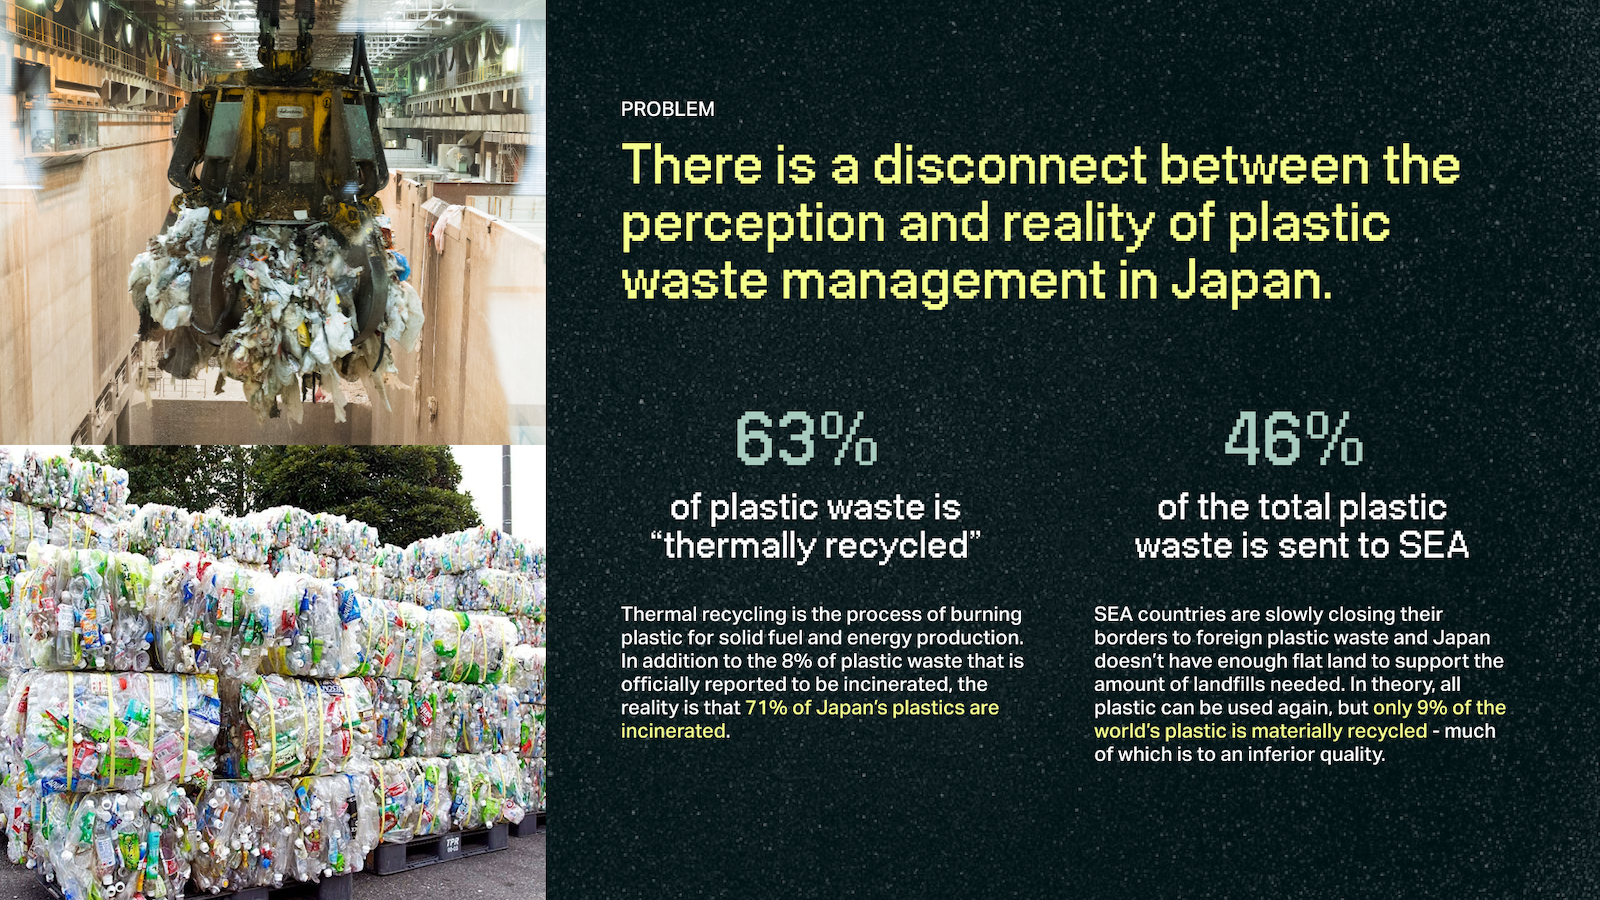 PROBLEM
There is a disconnect between the
perception and reality of plastic
waste management in Japan.
63%
of plastic waste is
“thermally recycled”
Thermal recycling is the process of burning
plastic for solid fuel and energy production.
In addition to the 8% of plastic waste that is
officially reported to be incinerated, the
reality is that 71% of Japan’s plastics are
incinerated.
46%
of the total plastic
waste is sent to SEA
SEA countries are slowly closing their
borders to foreign plastic waste and Japan
doesn’t have enough flat land to support the
amount of landfills needed. In theory, all
plastic can be used again, but only 9% of the
world’s plastic is materially recycled - much
of which is to an inferior quality.
TPR